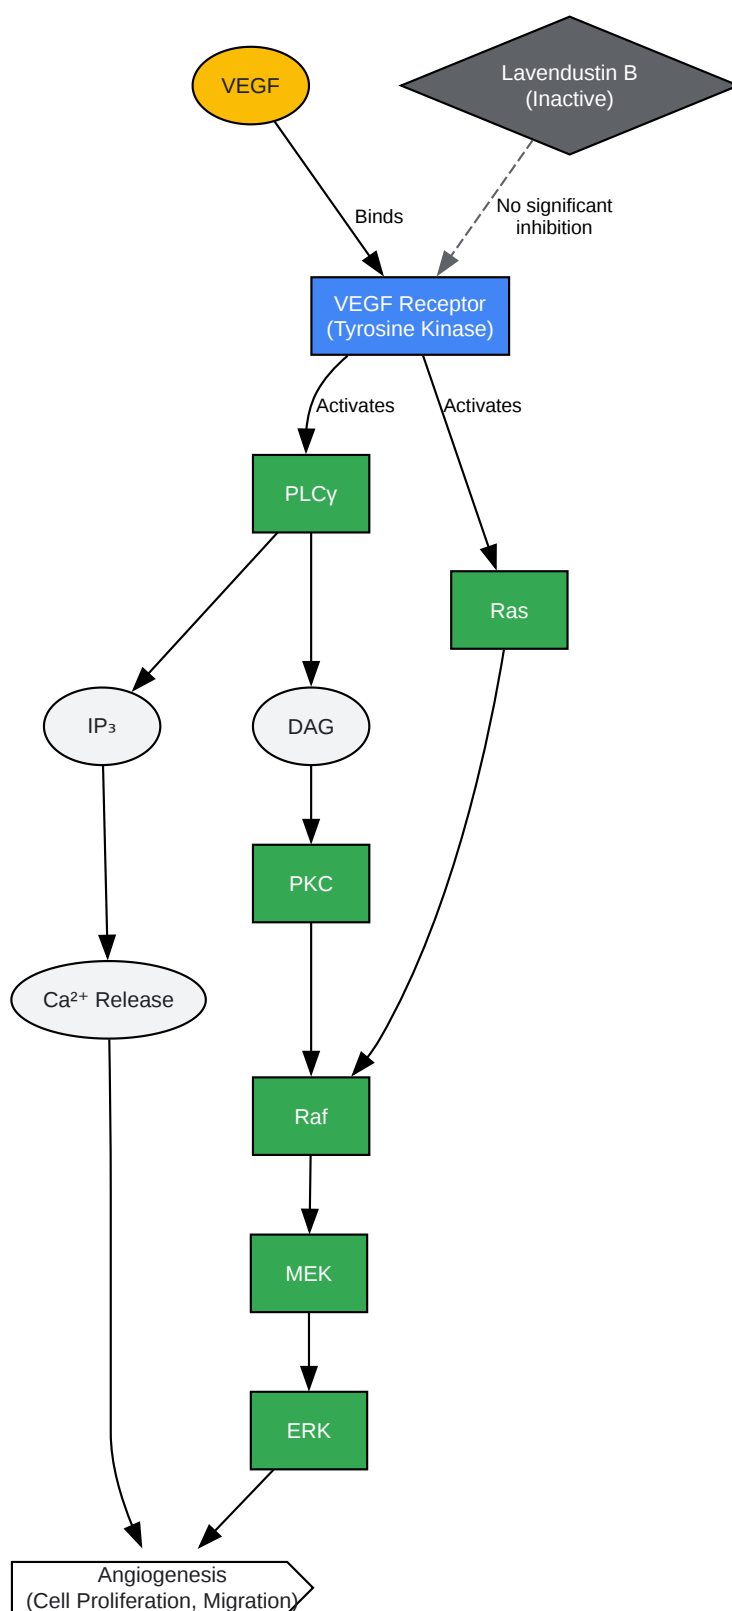 VEGF
Lavendustin B
(Inactive)
Binds
No significant
inhibition
VEGF Receptor
(Tyrosine Kinase)
Activates
Activates
PLCγ
Ras
IP₃
DAG
PKC
Ca²⁺ Release
Raf
MEK
ERK
Angiogenesis
(Cell Proliferation, Migration)